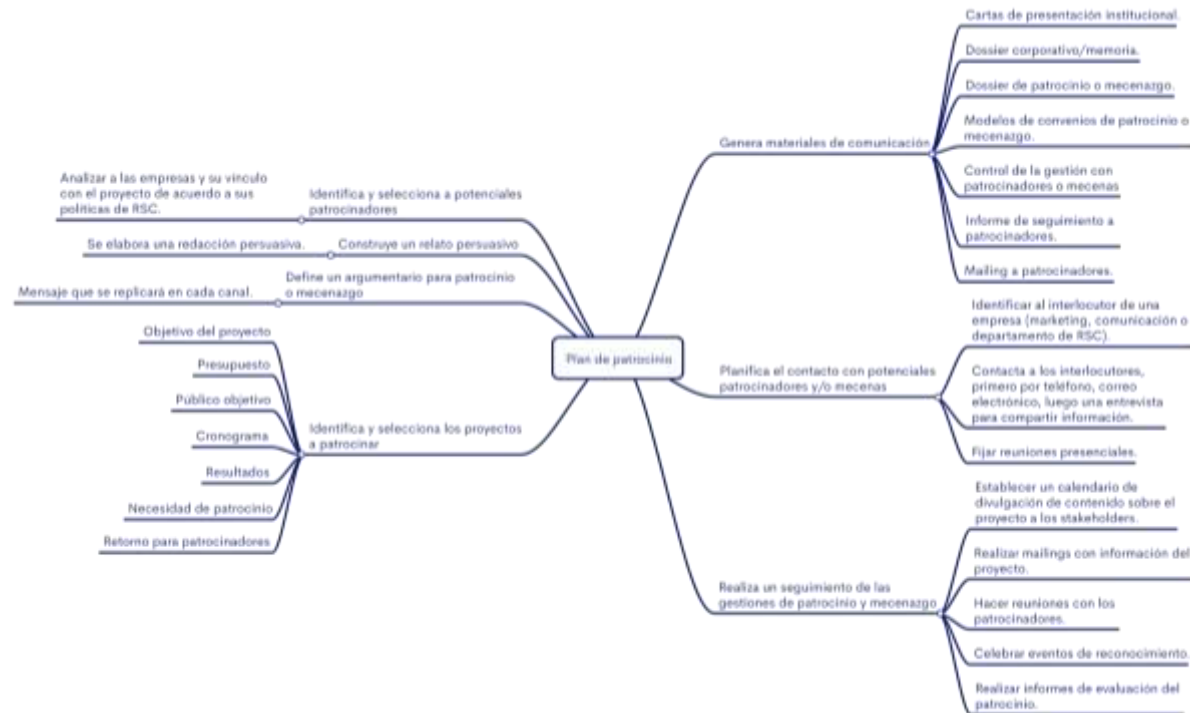 Plan de patrocinio
Identifica y selecciona a potenciales
patrocinadores
Analizar a las empresas y su vínculo
con el proyecto de acuerdo a sus
políticas de RSC.
Construye un relato persuasivo
Se elabora una redacción persuasiva.
Define un argumentario para patrocinio
o mecenazgo
Mensaje que se replicará en cada canal.
Identifica y selecciona los proyectos
a patrocinar
Objetivo del proyecto
Presupuesto
Público objetivo
Cronograma
Resultados
Necesidad de patrocinio
Retorno para patrocinadores
Genera materiales de comunicación
Cartas de presentación institucional.
Dossier corporativo/memoria.
Dossier de patrocinio o mecenazgo.
Modelos de convenios de patrocinio o
mecenazgo.
Control de la gestión con
patrocinadores o mecenas
Informe de seguimiento a
patrocinadores.
Mailing a patrocinadores.
Planifica el contacto con potenciales
patrocinadores y/o mecenas
Identificar al interlocutor de una
empresa (marketing, comunicación o
departamento de RSC).
Contacta a los interlocutores,
primero por teléfono, correo
electrónico, luego una entrevista
para compartir información.
Fijar reuniones presenciales.
Realiza un seguimiento de las
gestiones de patrocinio y mecenazgo
Establecer un calendario de
divulgación de contenido sobre el
proyecto a los stakeholders.
Realizar mailings con información del
proyecto.
Hacer reuniones con los
patrocinadores.
Celebrar eventos de reconocimiento.
Realizar informes de evaluación del
patrocinio.